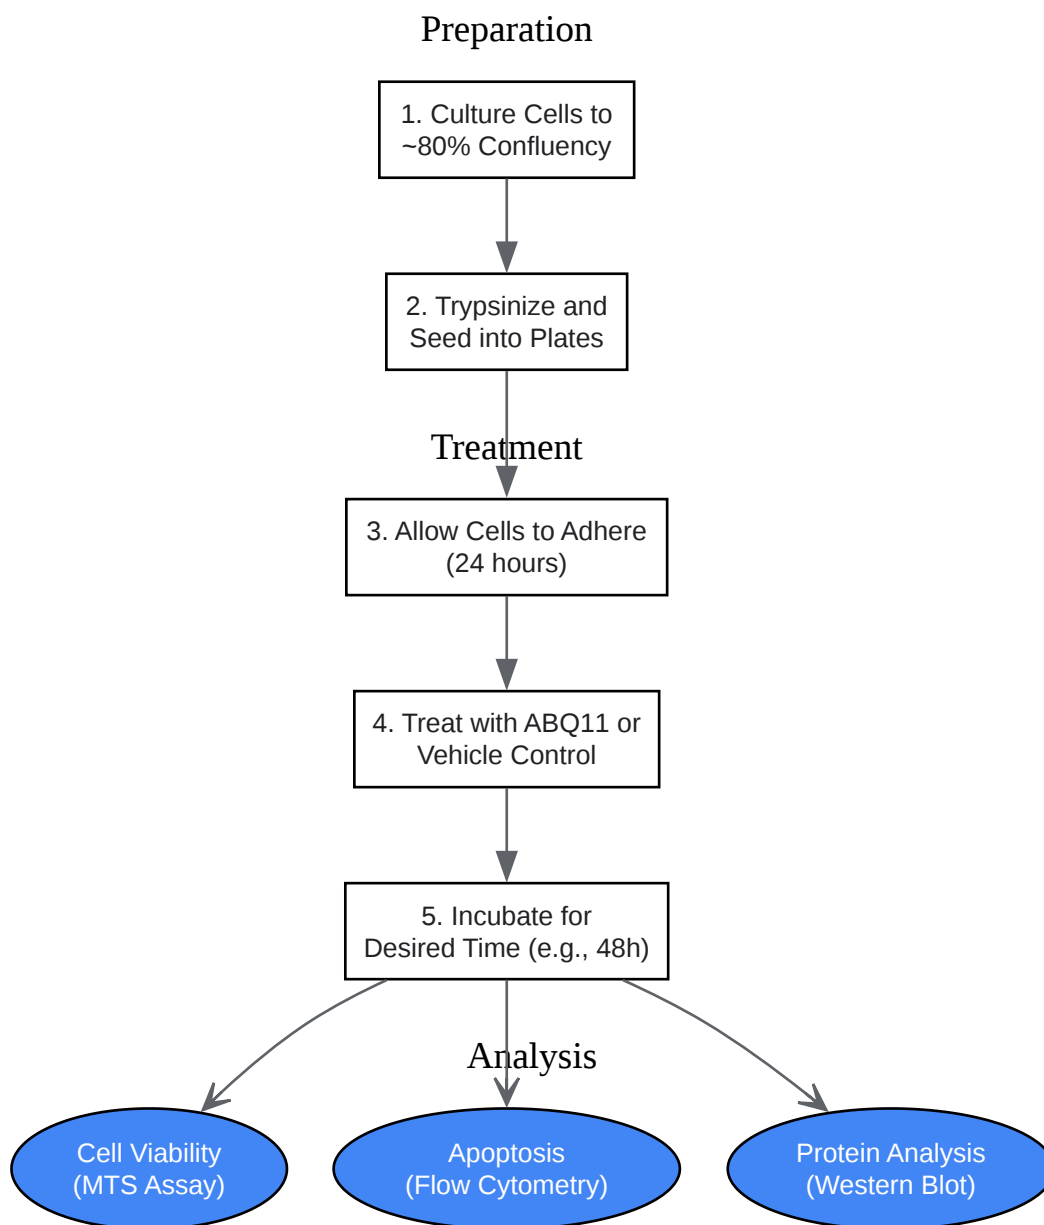 Preparation
1. Culture Cells to
~80% Confluency
2. Trypsinize and
Seed into Plates
Treatment
3. Allow Cells to Adhere
(24 hours)
4. Treat with ABQ11 or
Vehicle Control
5. Incubate for
Desired Time (e.g., 48h)
Analysis
Cell Viability
(MTS Assay)
Apoptosis
(Flow Cytometry)
Protein Analysis
(Western Blot)